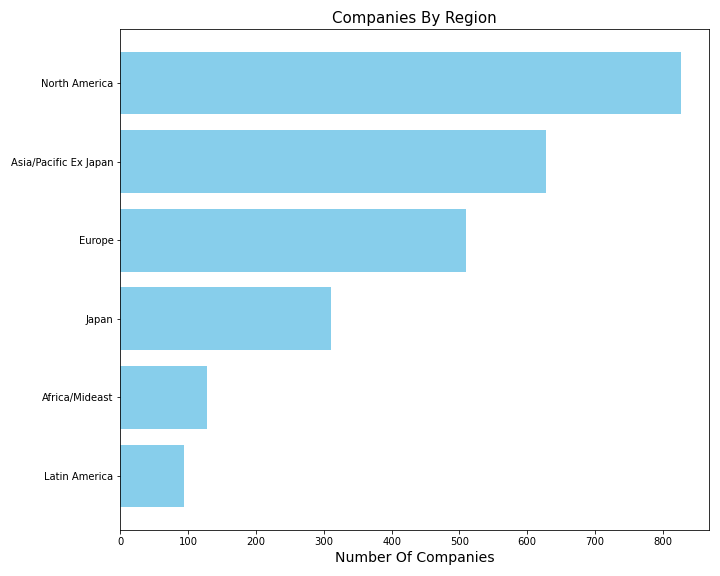 Companies By Region
North America
Asia/Pacific Ex Japan
Europe
Japan
Africa/Mideast
Latin America
0 100 200 300 400 500 600 700 800
Number Of Companies